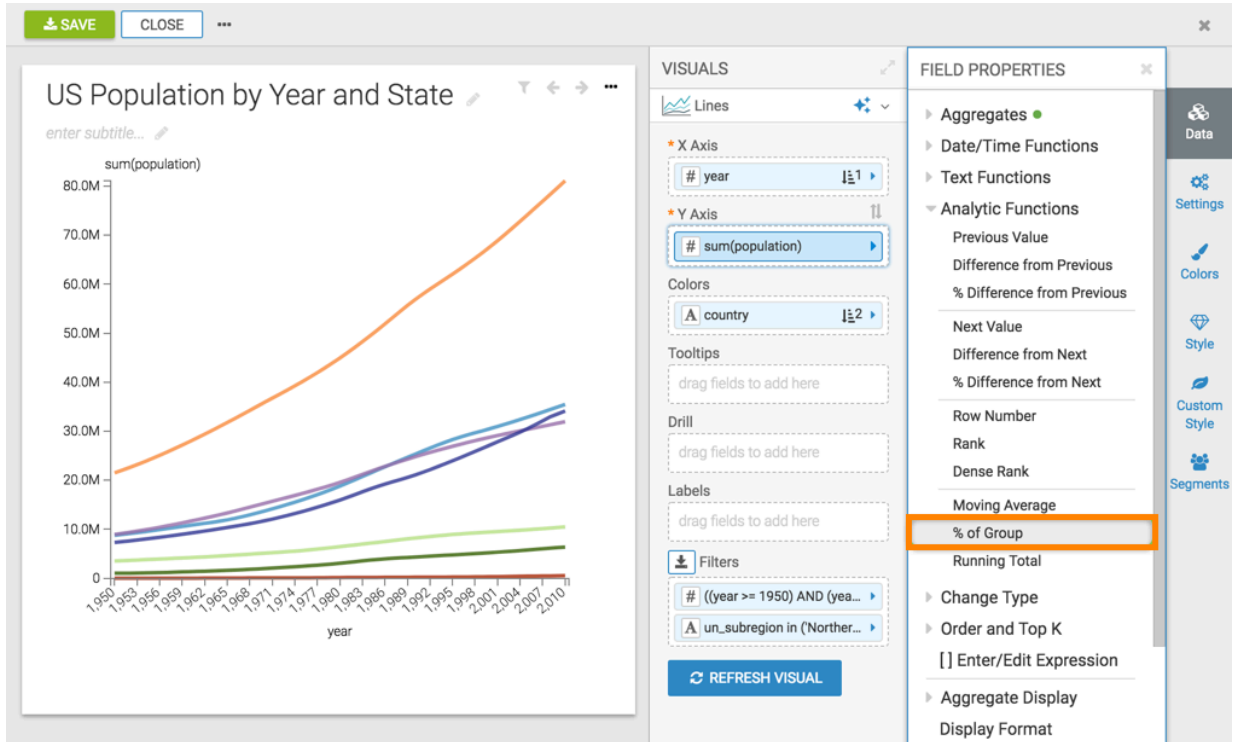 SAVE CLOSE
US Population by Year and State
enter subtitle...
sum(population)
80.0M
70.0M
60.0M
50.0M
40.0M
30.0M
20.0M
10.0M
0
1,950 1,953 1,956 1,959 1,962 1,965 1,968 1,971 1,974 1,977 1,980 1,983 1,986 1,989 1,992 1,995 1,998 2,001 2,004 2,007 2,010
year
VISUALS
Lines
* X Axis
# year 1
* Y Axis
# sum(population)
Colors
A country 2
Tooltips
drag fields to add here
Drill
drag fields to add here
Labels
drag fields to add here
Filters
# ((year >= 1950) AND (yea...
A un_subregion in ('Norther...
REFRESH VISUAL
FIELD PROPERTIES
Aggregates
Date/Time Functions
Text Functions
Analytic Functions
Previous Value
Difference from Previous
% Difference from Previous
Next Value
Difference from Next
% Difference from Next
Row Number
Rank
Dense Rank
Moving Average
% of Group
Running Total
Change Type
Order and Top K
[ ] Enter/Edit Expression
Aggregate Display
Display Format
Data
Settings
Colors
Style
Custom
Style
Segments